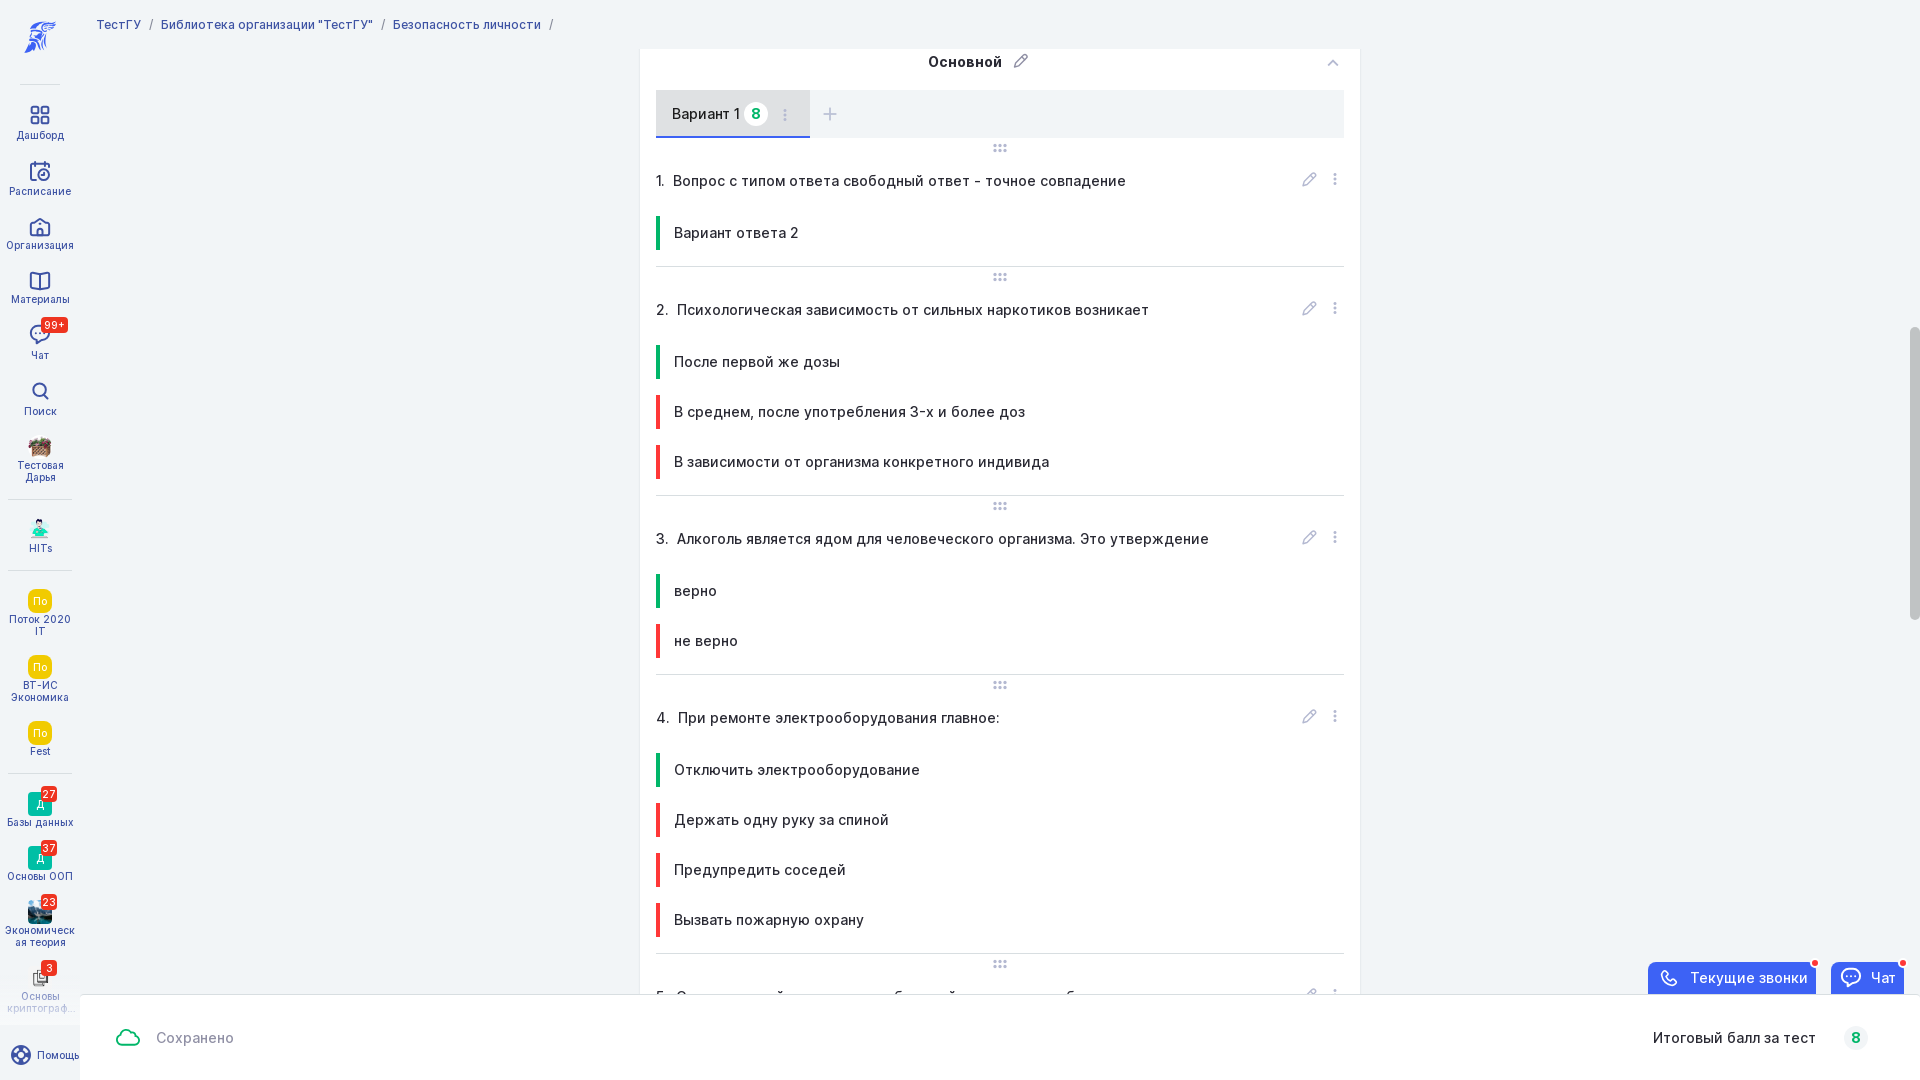 ТестГУ / Библиотека организации "ТестГУ" / Безопасность личности /
Основной
Вариант 1 8
1. Вопрос с типом ответа свободный ответ - точное совпадение
Вариант ответа 2
2. Психологическая зависимость от сильных наркотиков возникает
После первой же дозы
В среднем, после употребления 3-х и более доз
В зависимости от организма конкретного индивида
3. Алкоголь является ядом для человеческого организма. Это утверждение
верно
не верно
4. При ремонте электрооборудования главное:
Отключить электрооборудование
Держать одну руку за спиной
Предупредить соседей
Вызвать пожарную охрану
Дашборд
Расписание
Организация
Материалы
99+
Чат
Поиск
Тестовая
Дарья
HITs
По
Поток 2020
IT
По
ВТ-ИС
Экономика
По
Fest
27
Д
Базы данных
37
Д
Основы ООП
23
Экономическ
ая теория
3
Основы
криптограф...
Помощь
Текущие звонки
Чат
Сохранено
Итоговый балл за тест 8